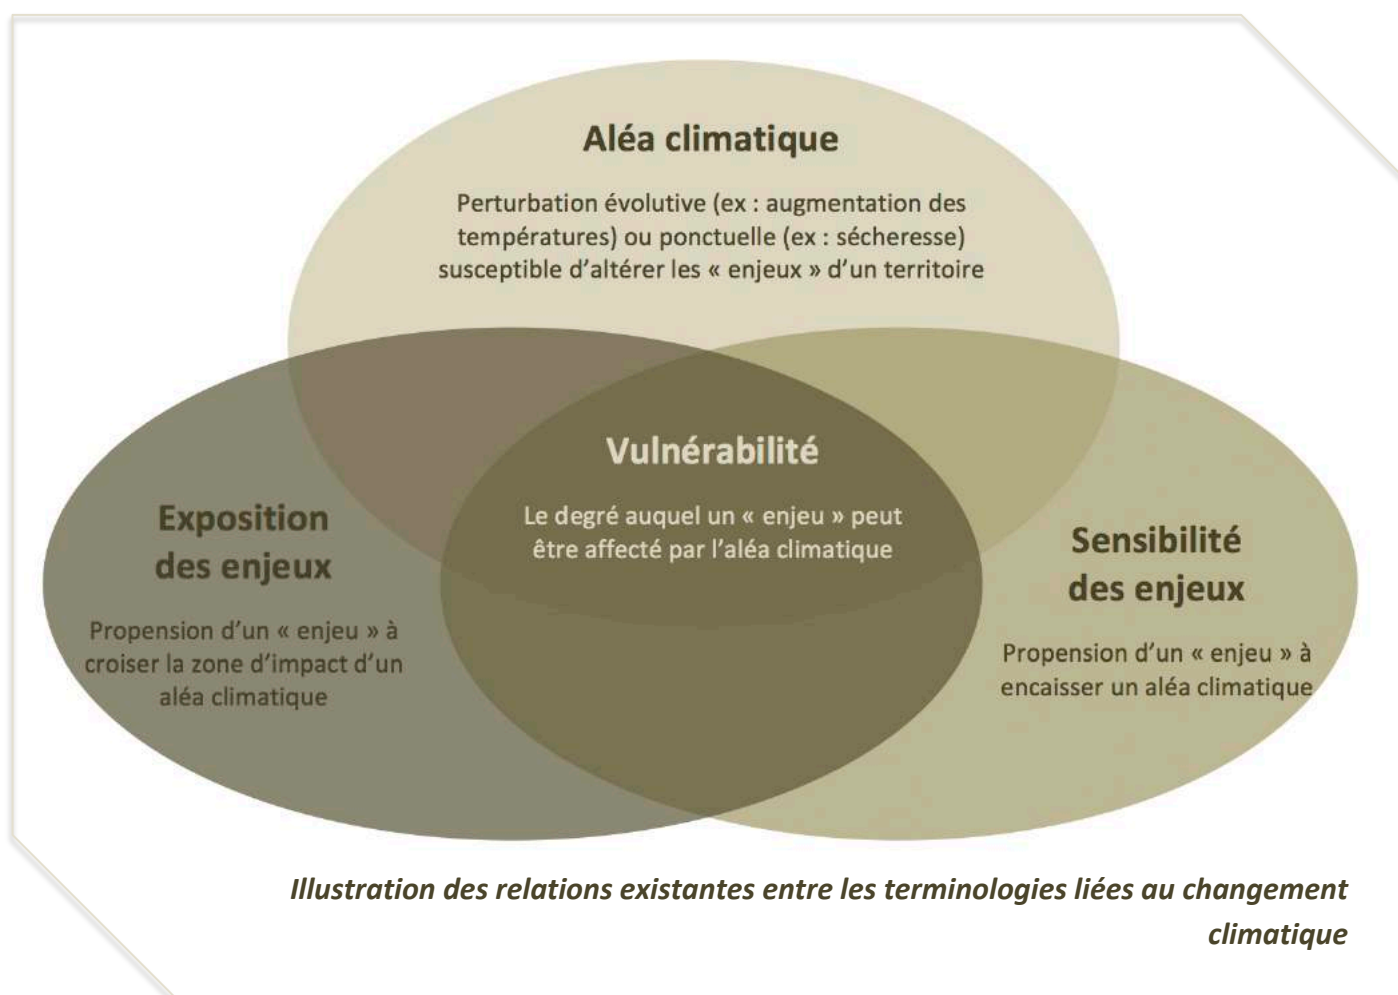 Aléa climatique
Perturbation évolutive (ex : augmentation des
températures) ou ponctuelle (ex : sécheresse)
susceptible d’altérer les « enjeux » d’un territoire
Vulnérabilité
Le degré auquel un « enjeu » peut
être affecté par l’aléa climatique
Exposition
des enjeux
Propension d’un « enjeu » à
croiser la zone d’impact d’un
aléa climatique
Sensibilité
des enjeux
Propension d’un « enjeu » à
encaisser un aléa climatique
Illustration des relations existantes entre les terminologies liées au changement
climatique